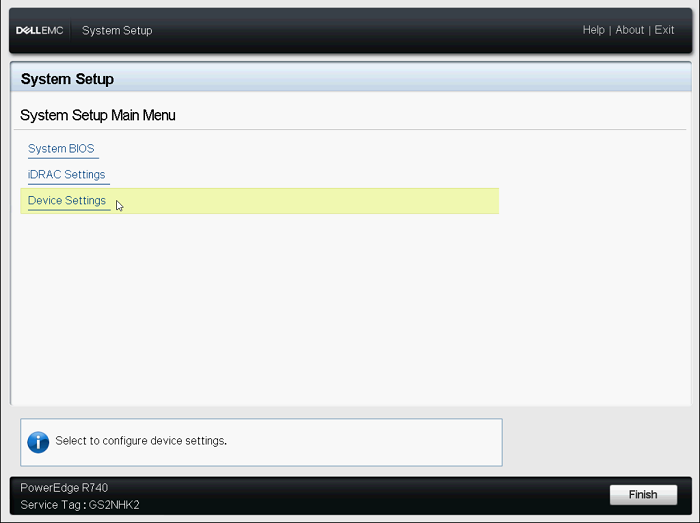 DELLEMC System Setup Help | About | Exit
System Setup
System Setup Main Menu
System BIOS
iDRAC Settings
Device Settings
Select to configure device settings.
PowerEdge R740
Service Tag : GS2NHK2
Finish